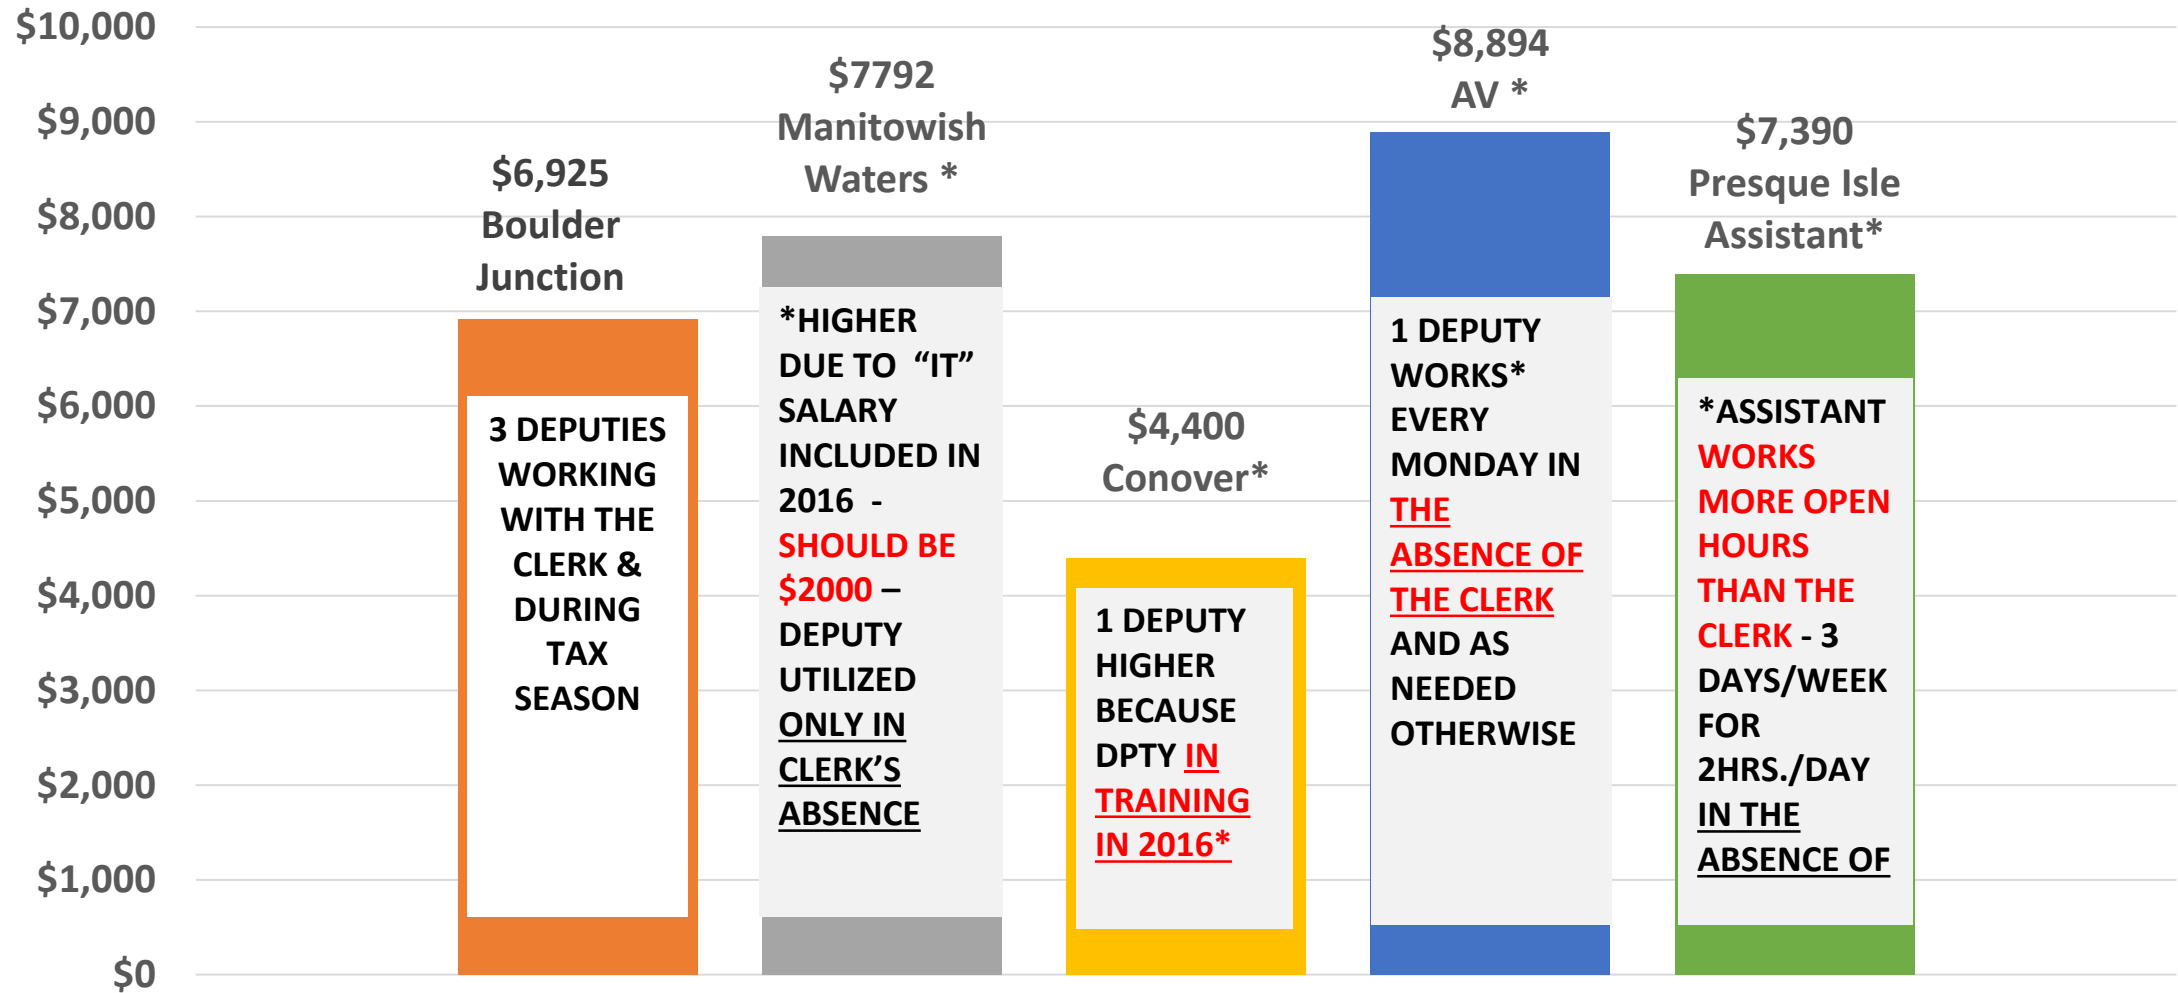 $10,000
$9,000
$8,000
$7,000
$6,000
$5,000
$4,000
$3,000
$2,000
$1,000
$0
$6,925
Boulder
Junction
3 DEPUTIES
WORKING
WITH THE
CLERK &
DURING
TAX
SEASON
$7792
Manitowish
Waters *
*HIGHER
DUE TO “IT”
SALARY
INCLUDED IN
2016 -
SHOULD BE
$2000 –
DEPUTY
UTILIZED
ONLY IN
CLERK’S
ABSENCE
$4,400
Conover*
1 DEPUTY
HIGHER
BECAUSE
DPTY IN
TRAINING
IN 2016*
$8,894
AV *
1 DEPUTY
WORKS*
EVERY
MONDAY IN
THE
ABSENCE OF
THE CLERK
AND AS
NEEDED
OTHERWISE
$7,390
Presque Isle
Assistant*
*ASSISTANT
WORKS
MORE OPEN
HOURS
THAN THE
CLERK - 3
DAYS/WEEK
FOR
2HRS./DAY
IN THE
ABSENCE OF